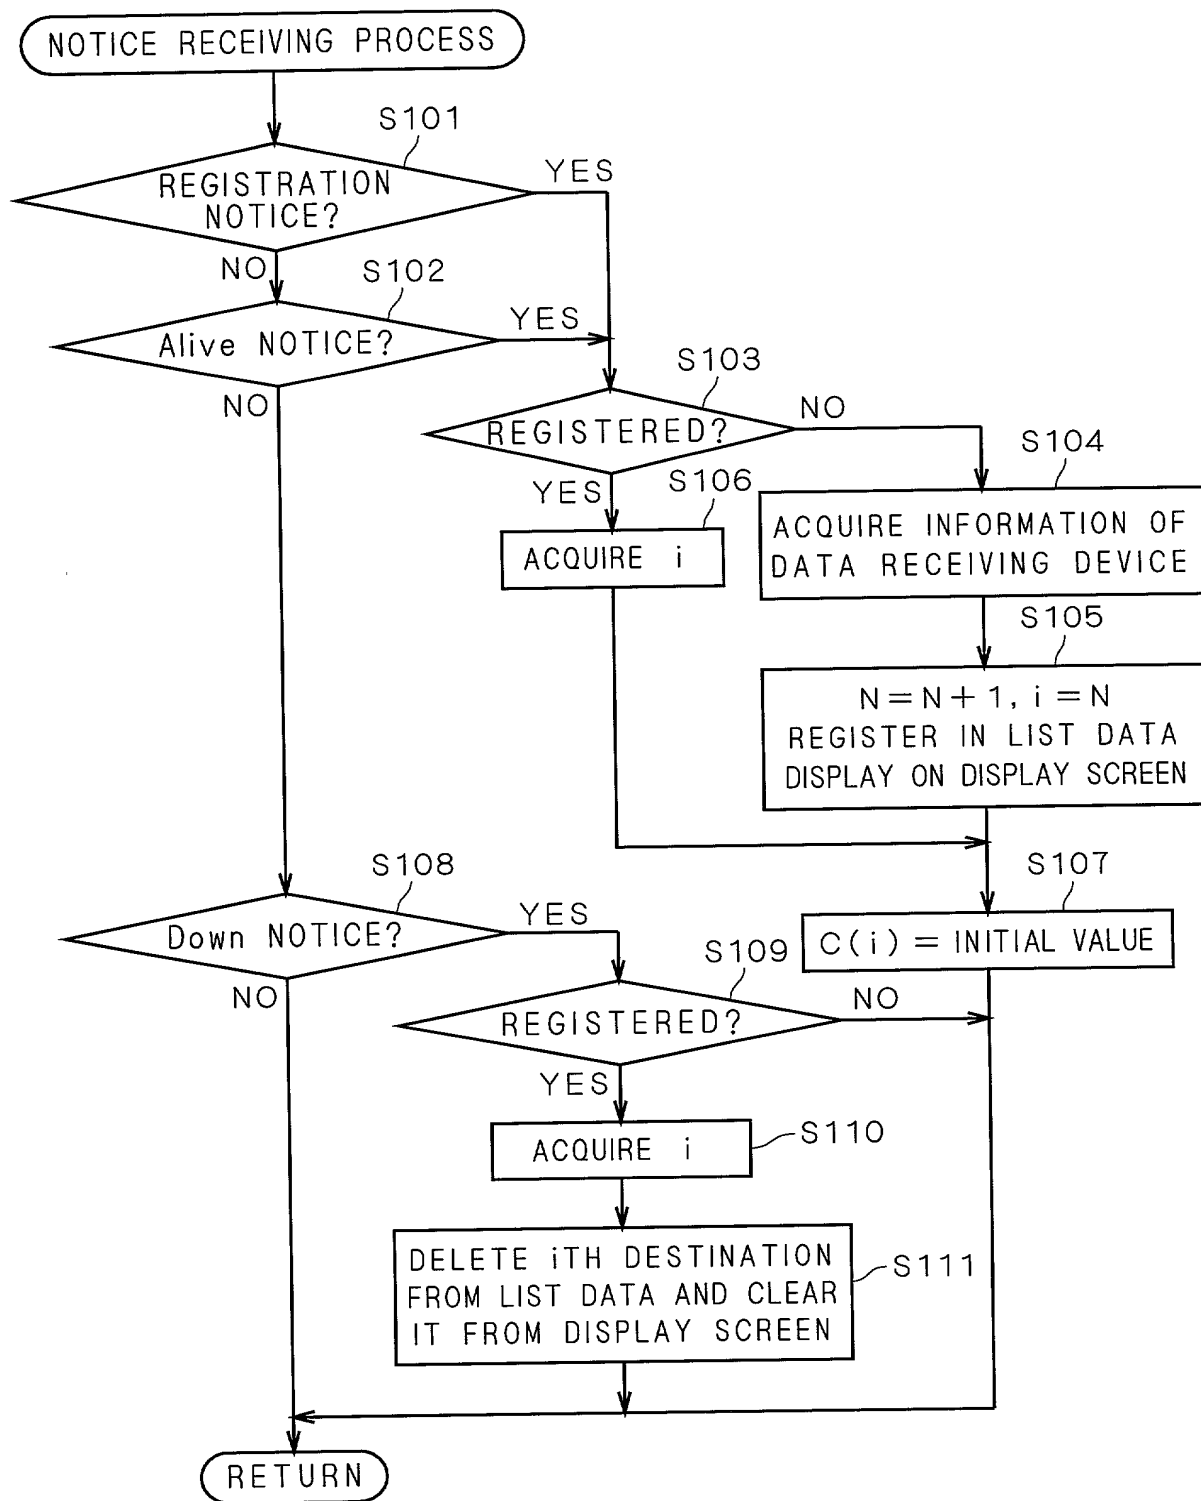 NOTICE RECEIVING PROCESS
S101
REGISTRATION
NOTICE?
YES
NO
S102
Alive NOTICE?
YES
NO
S103
REGISTERED?
NO
YES
S104
ACQUIRE INFORMATION OF
DATA RECEIVING DEVICE
S106
ACQUIRE i
S105
N=N+1, i=N
REGISTER IN LIST DATA
DISPLAY ON DISPLAY SCREEN
S107
C(i)=INITIAL VALUE
S108
Down NOTICE?
YES
NO
S109
REGISTERED?
NO
YES
S110
ACQUIRE i
S111
DELETE iTH DESTINATION
FROM LIST DATA AND CLEAR
IT FROM DISPLAY SCREEN
RETURN